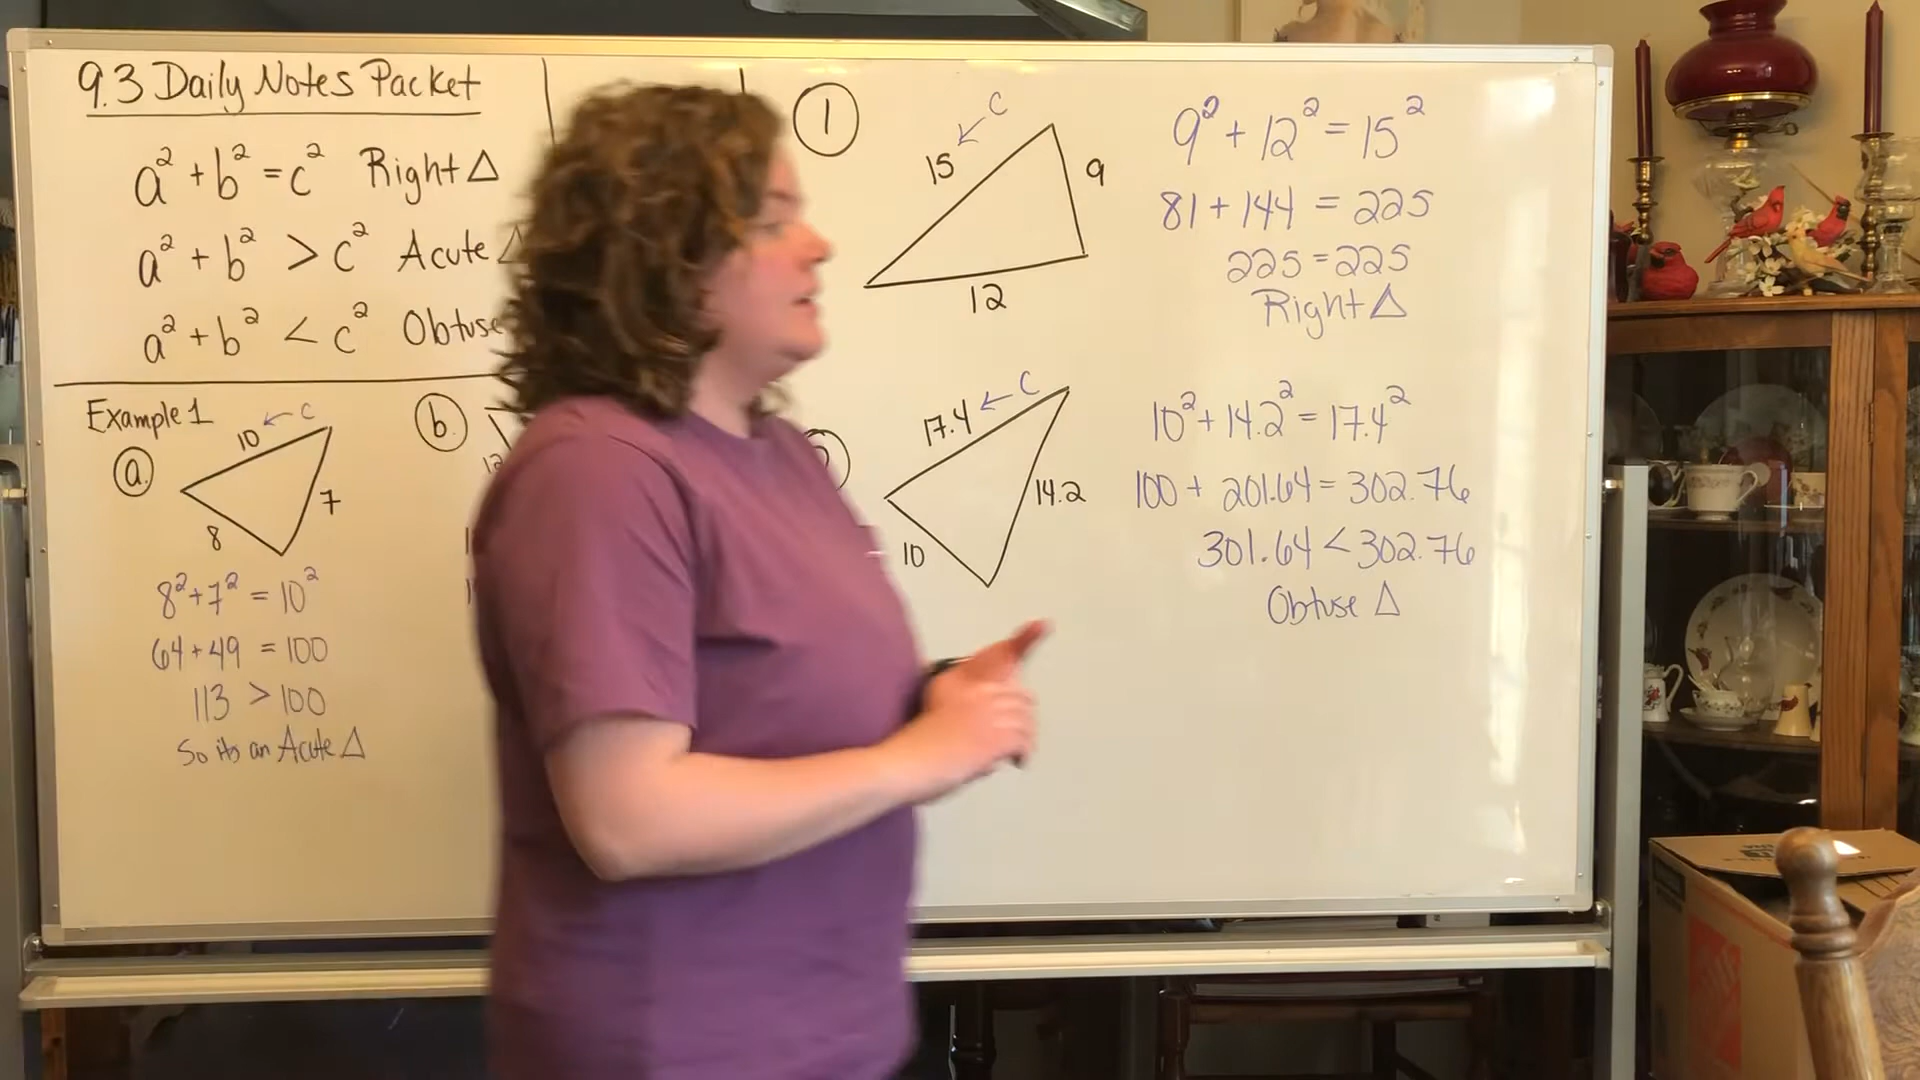 9.3 Daily Notes Packet
a² + b² = c² Right △
a² + b² > c² Acute △
a² + b² < c² Obtuse
Example 1
a.
10 ← c
7
8
8² + 7² = 10²
64 + 49 = 100
113 > 100
So its an Acute △
b.
12
1
c
15
9
12
9² + 12² = 15²
81 + 144 = 225
225 = 225
Right △
17.4 ← c
14.2
10
10² + 14.2² = 17.4²
100 + 201.64 = 302.76
301.64 < 302.76
Obtuse △